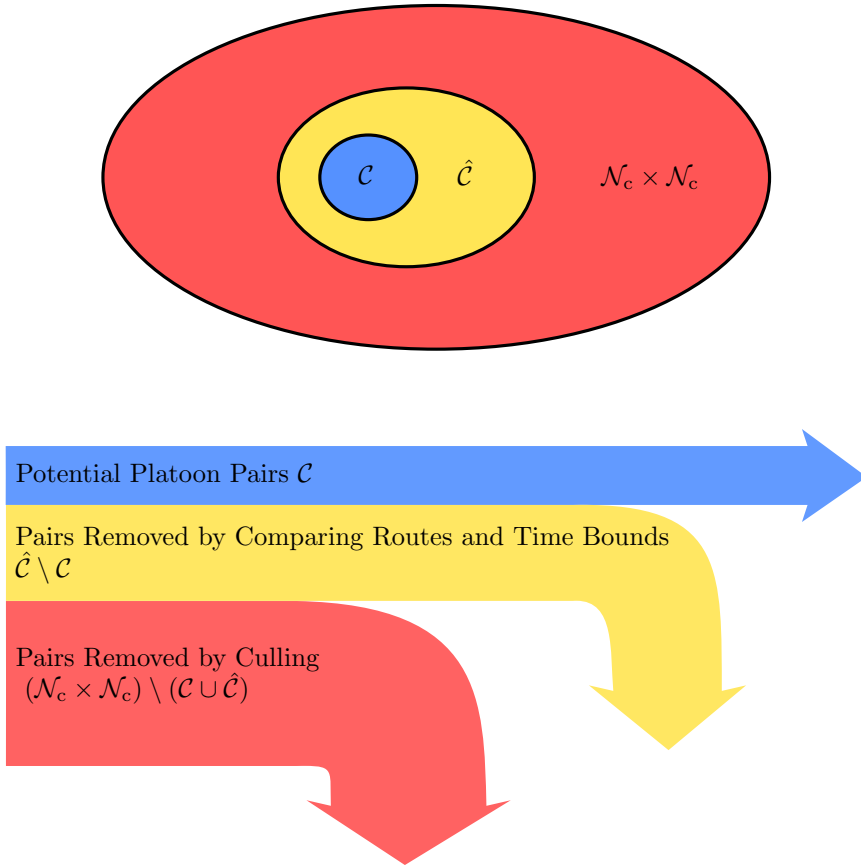 𝒞 𝒞̂ 𝒩c × 𝒩c
Potential Platoon Pairs 𝒞
Pairs Removed by Comparing Routes and Time Bounds
𝒞̂ \ 𝒞
Pairs Removed by Culling
(𝒩c × 𝒩c) \ (𝒞 ∪ 𝒞̂)